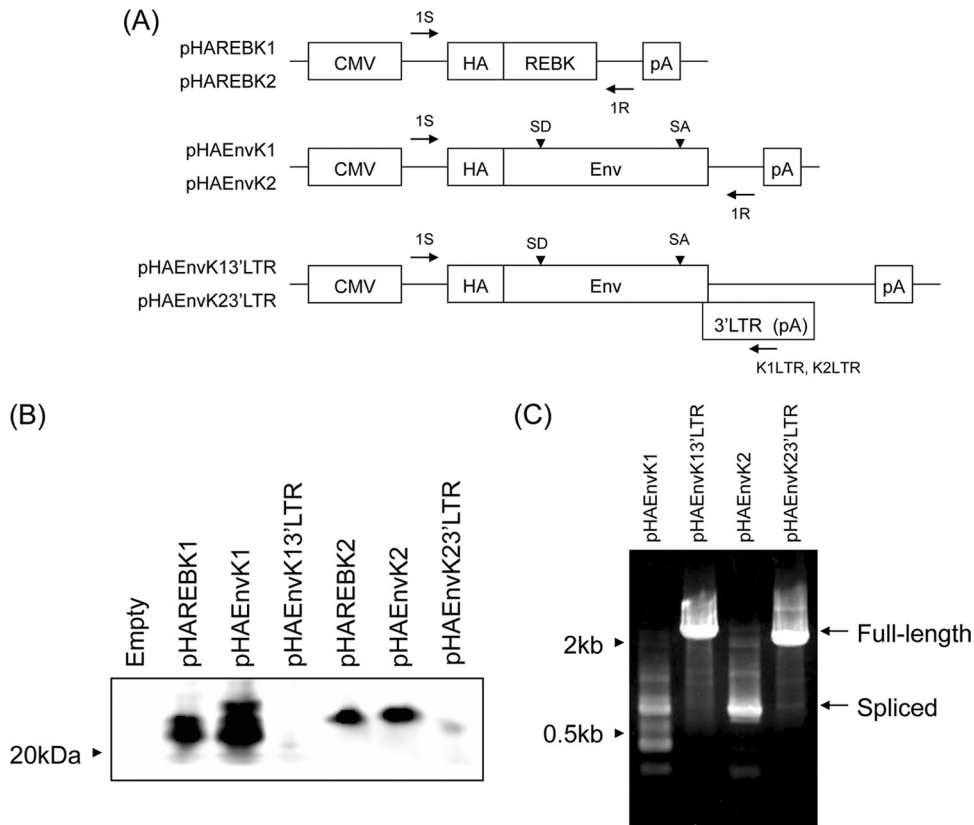 (A)
pHAREBK1
pHAREBK2
1S
CMV
HA
REBK
pA
1R
pHAEnvK1
pHAEnvK2
1S
SD
SA
CMV
HA
Env
pA
1R
pHAEnvK13'LTR
pHAEnvK23'LTR
1S
SD
SA
CMV
HA
Env
pA
3'LTR (pA)
K1LTR, K2LTR
(B)
Empty
pHAREBK1
pHAEnvK1
pHAEnvK13'LTR
pHAREBK2
pHAEnvK2
pHAEnvK23'LTR
20kDa
(C)
pHAEnvK1
pHAEnvK13'LTR
pHAEnvK2
pHAEnvK23'LTR
2kb
0.5kb
Full-length
Spliced